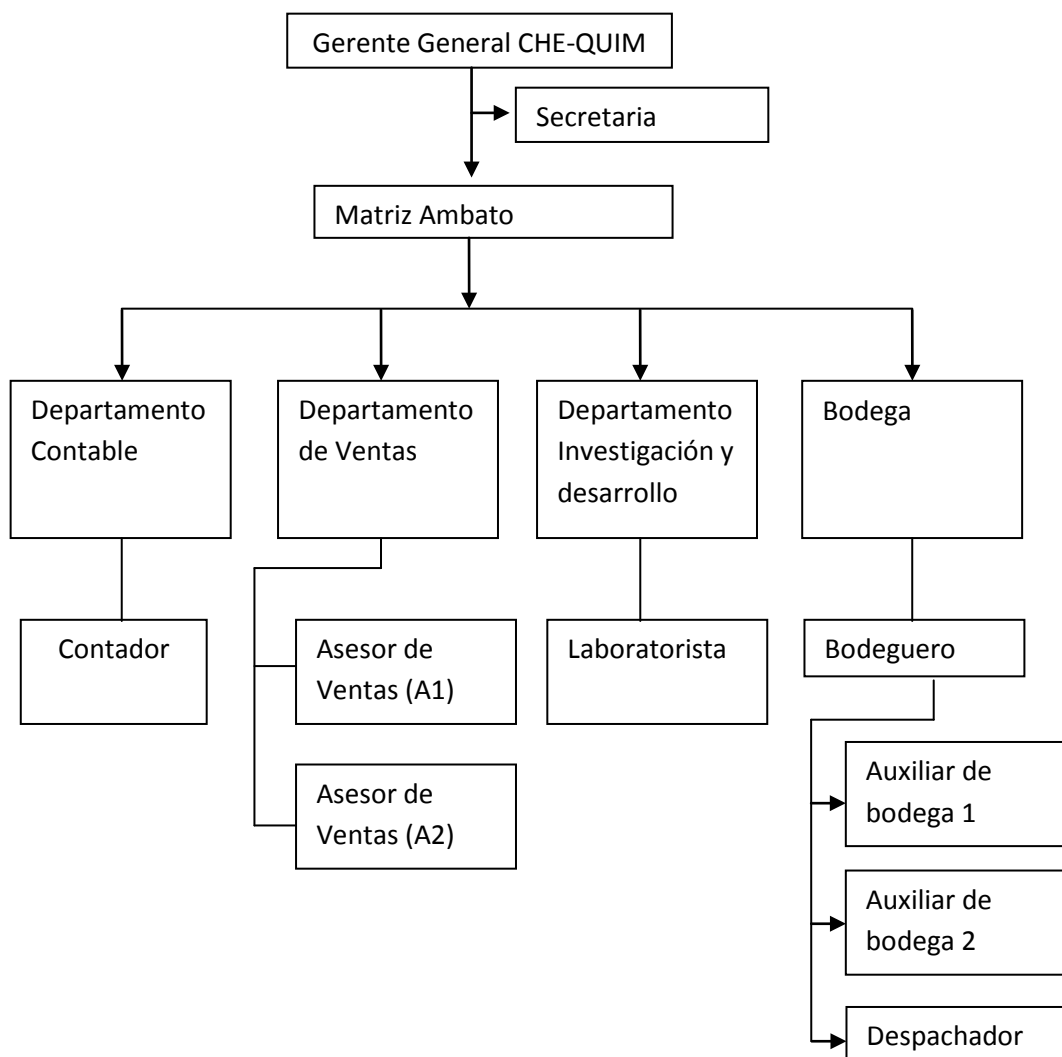 Gerente General CHE-QUIM
Secretaria
Matriz Ambato
Departamento
Contable
Departamento
de Ventas
Departamento
Investigación y
desarrollo
Bodega
Contador
Asesor de
Ventas (A1)
Asesor de
Ventas (A2)
Laboratorista
Bodeguero
Auxiliar de
bodega 1
Auxiliar de
bodega 2
Despachador